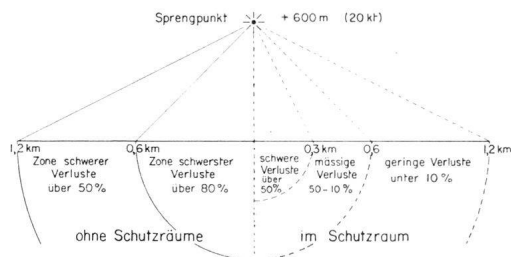 Sprengpunkt + 600 m (20 kt)
1,2 km 0,6 km 0,3 km 0,6 1,2 km
Zone schwerer
Verluste
über 50 %
Zone schwerster
Verluste
über 80 %
schwere
Verluste
über
50 %
mässige
Verluste
50-10 %
geringe Verluste
unter 10 %
ohne Schutzräume im Schutzraum